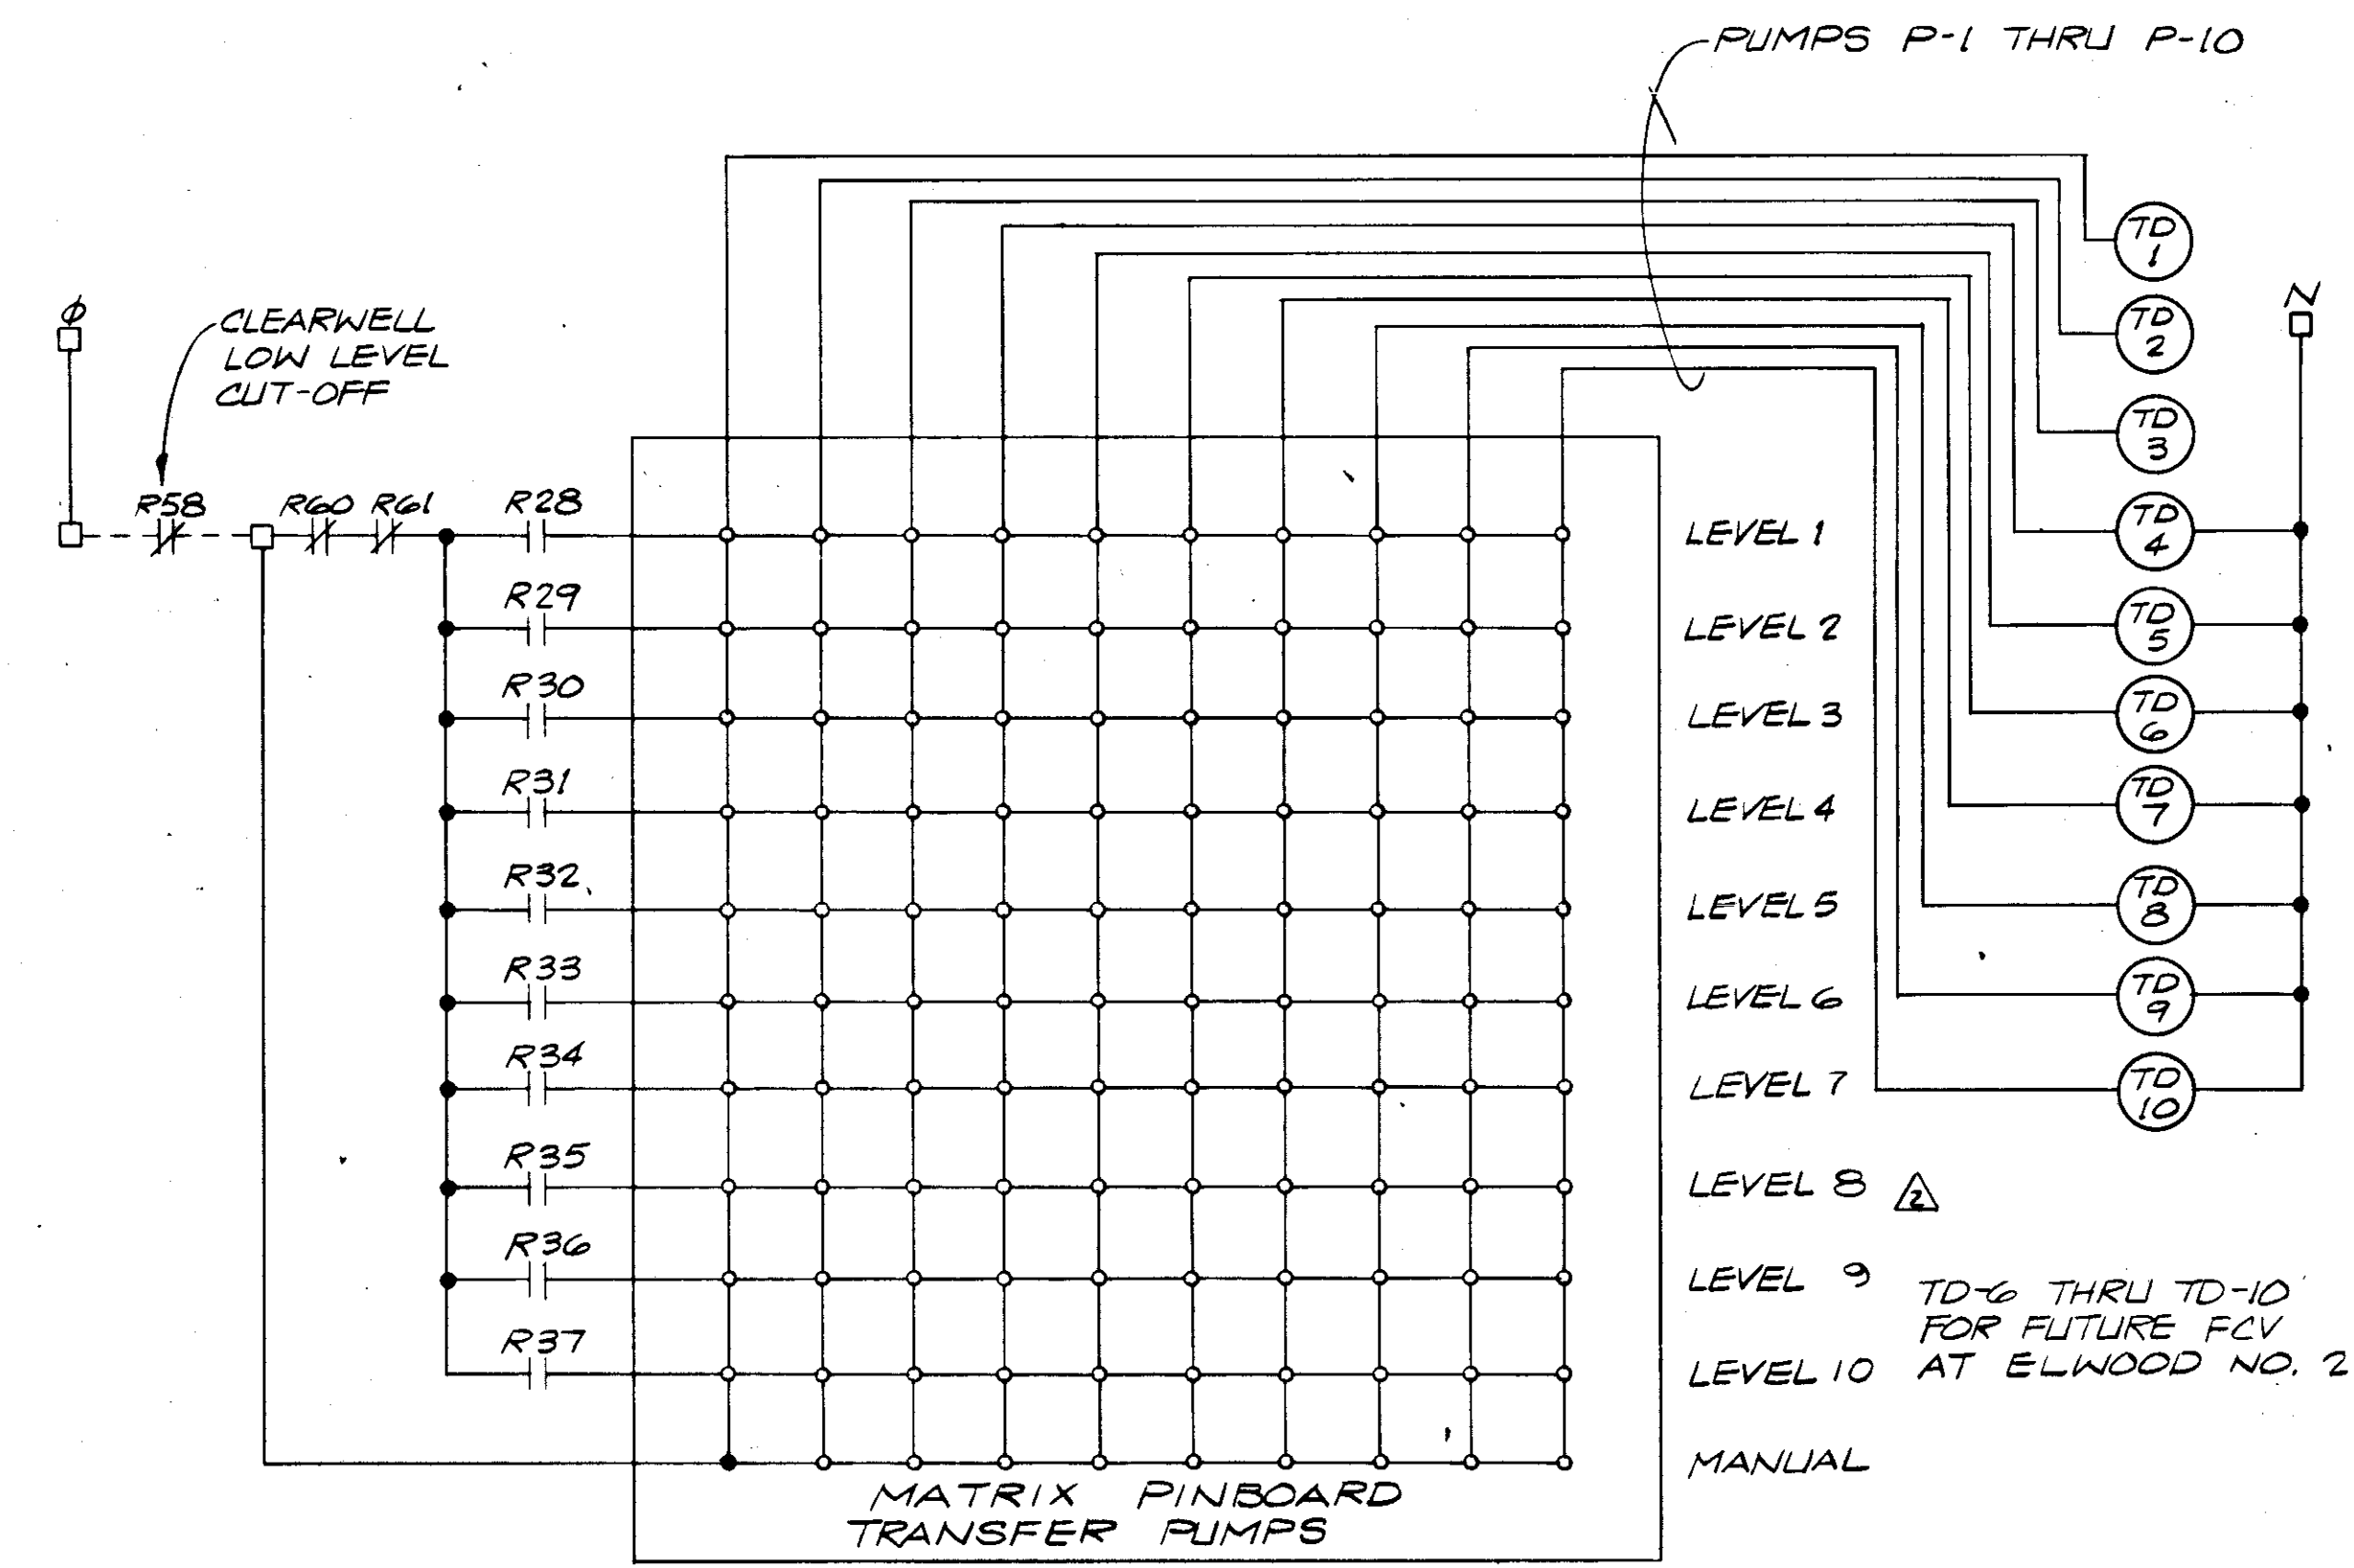 PUMPS P-1 THRU P-10
TD
1
TD
2
TD
3
TD
4
TD
5
TD
6
TD
7
TD
8
TD
9
TD
10
N
ϕ
CLEARWELL
LOW LEVEL
CUT-OFF
R58
R60
R61
R28
R29
R30
R31
R32
R33
R34
R35
R36
R37
LEVEL 1
LEVEL 2
LEVEL 3
LEVEL 4
LEVEL 5
LEVEL 6
LEVEL 7
LEVEL 8
2
LEVEL 9
LEVEL 10
MANUAL
TD-6 THRU TD-10
FOR FUTURE FCV
AT ELWOOD NO. 2
MATRIX PINBOARD
TRANSFER PUMPS